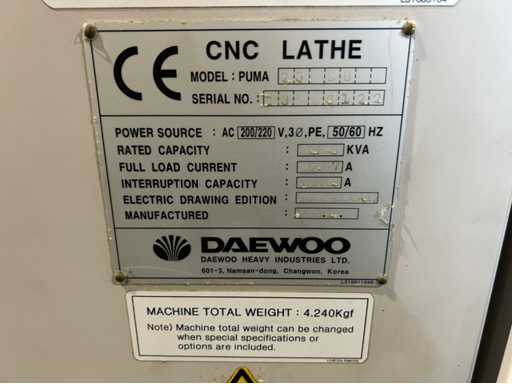 CE
CNC LATHE
MODEL: PUMA
SERIAL NO.:
POWER SOURCE : AC 200/220 V,3Ø,PE, 50/60 HZ
RATED CAPACITY : KVA
FULL LOAD CURRENT : A
INTERRUPTION CAPACITY : A
ELECTRIC DRAWING EDITION :
MANUFACTURED :
DAEWOO
DAEWOO HEAVY INDUSTRIES LTD.
601-3, Namsan-dong, Changwon, Korea
MACHINE TOTAL WEIGHT : 4.240Kgf
Note) Machine total weight can be changed
when special specifications or
options are included.